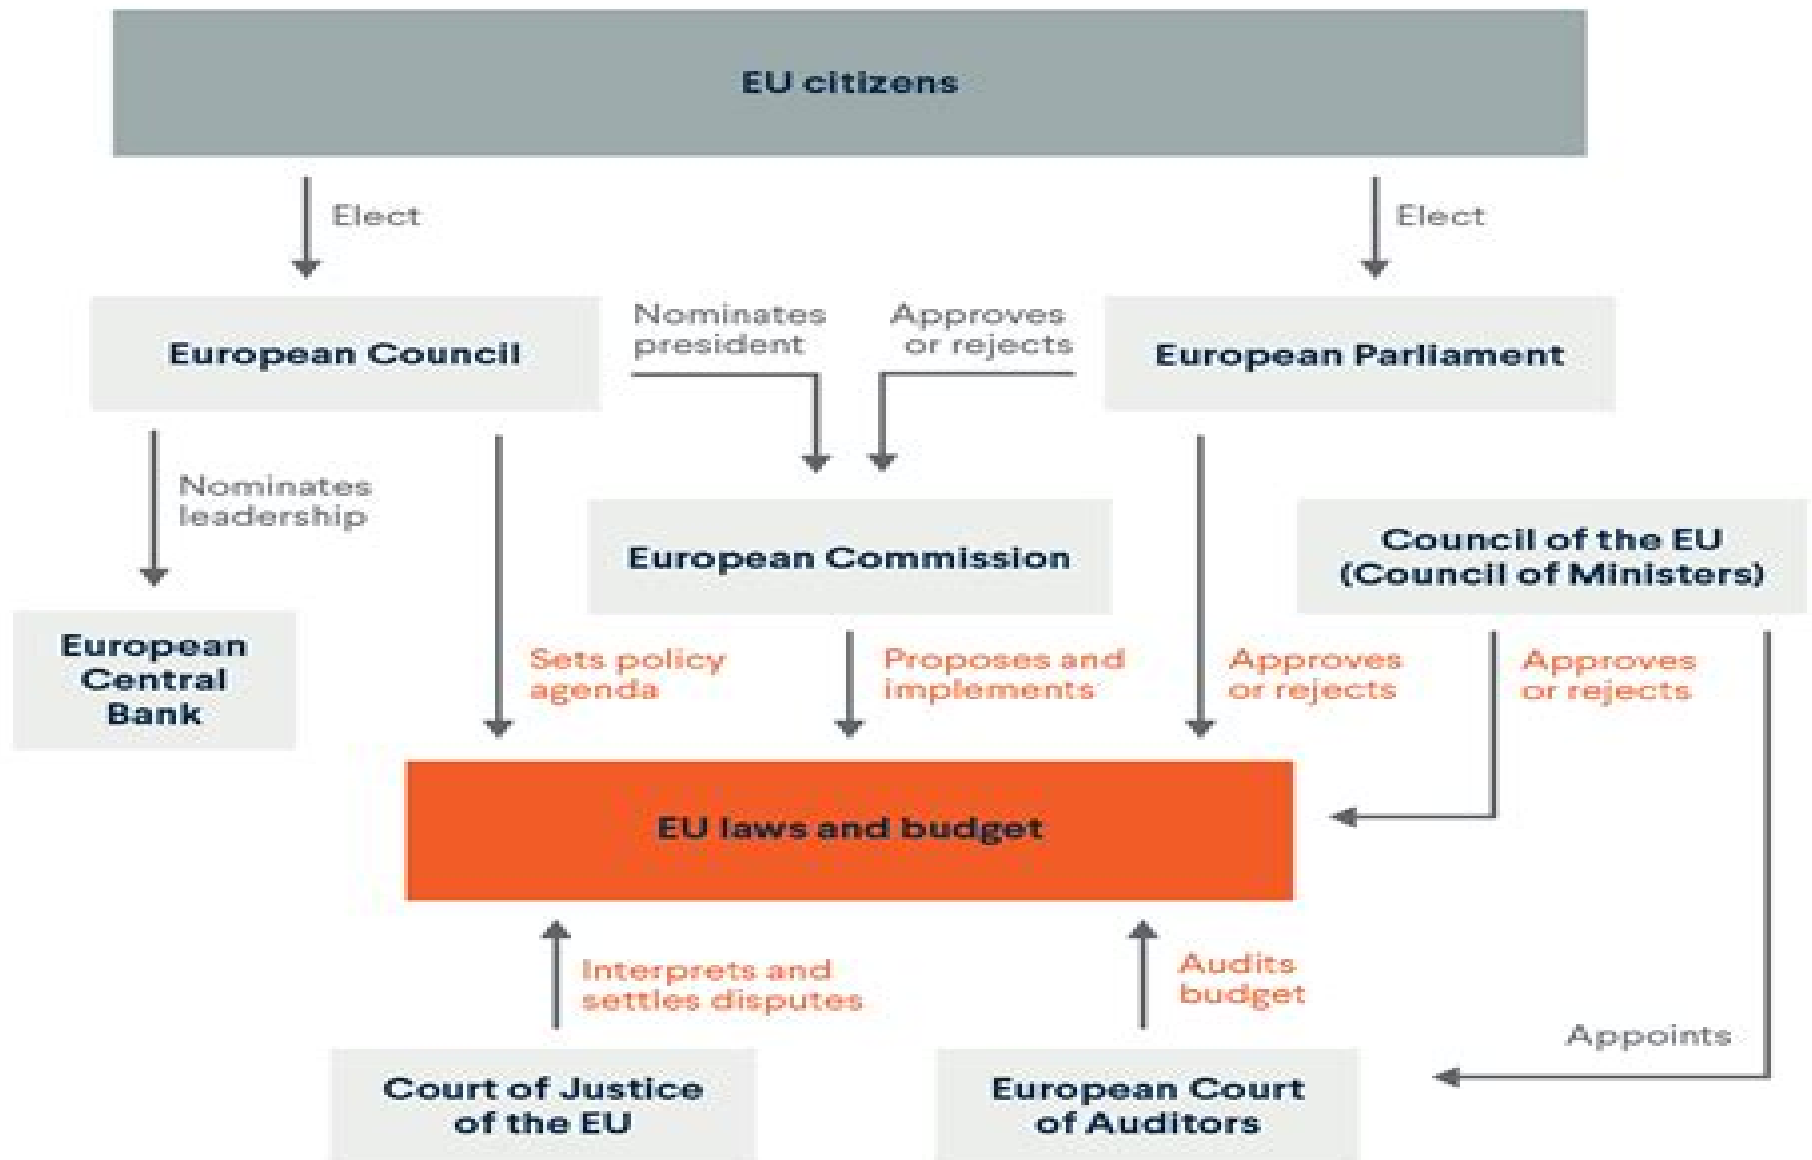 EU citizens
Elect
Elect
European Council
Nominates
president
Approves
or rejects
European Parliament
Nominates
leadership
European Commission
Council of the EU
(Council of Ministers)
European
Central
Bank
Sets policy
agenda
Proposes and
implements
Approves
or rejects
Approves
or rejects
EU laws and budget
Interprets and
settles disputes
Audits
budget
Appoints
Court of Justice
of the EU
European Court
of Auditors